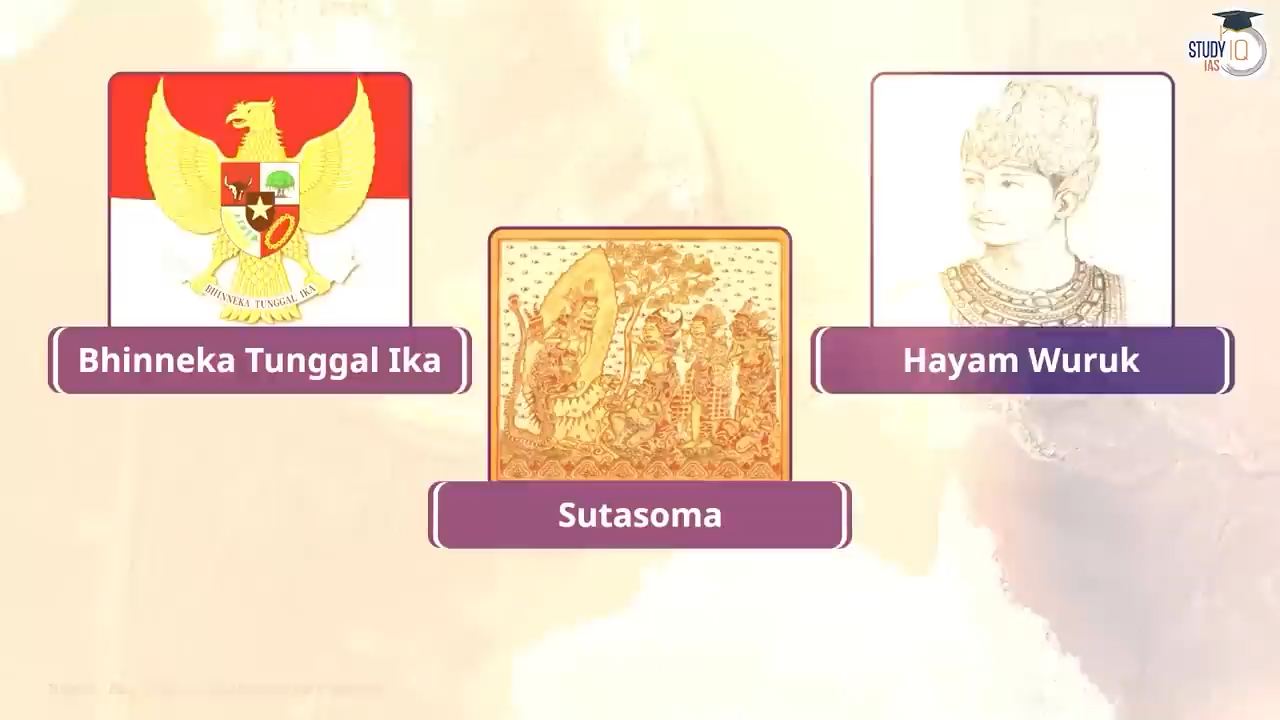 STUDY IQ
IAS
BHINNEKA TUNGGAL IKA
Bhinneka Tunggal Ika
Hayam Wuruk
Sutasoma